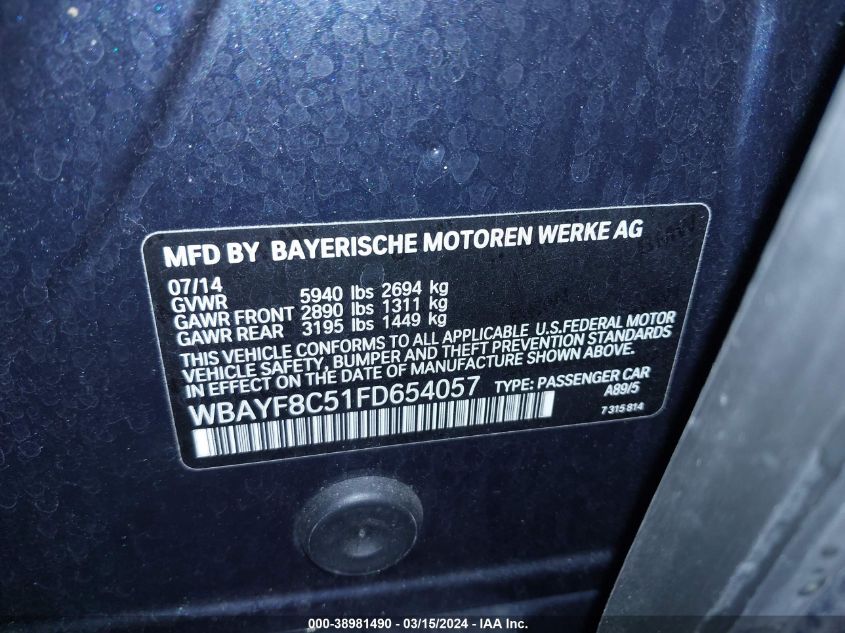 MFD BY BAYERISCHE MOTOREN WERKE AG
07/14
GVWR 5940 lbs 2694 kg
GAWR FRONT 2890 lbs 1311 kg
GAWR REAR 3195 lbs 1449 kg
THIS VEHICLE CONFORMS TO ALL APPLICABLE U.S.FEDERAL MOTOR
VEHICLE SAFETY, BUMPER AND THEFT PREVENTION STANDARDS
IN EFFECT ON THE DATE OF MANUFACTURE SHOWN ABOVE.
WBAYF8C51FD654057 TYPE: PASSENGER CAR
A89/5
7 315 814
000-38981490 - 03/15/2024 - IAA Inc.